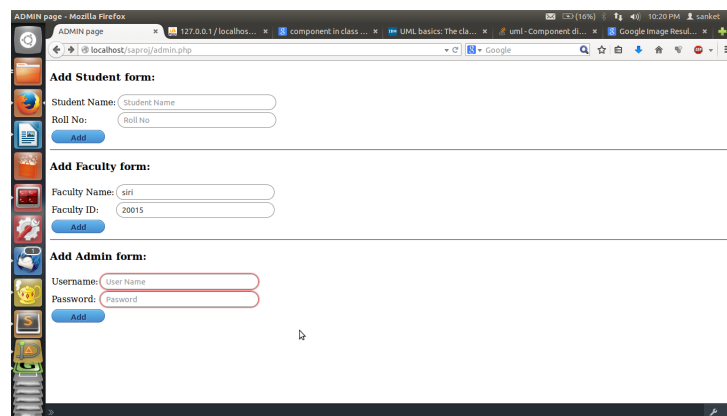 ADMIN page - Mozilla Firefox
(16%) 10:20 PM sanket
ADMIN page × 127.0.0.1 / localhos... × component in class ... × UML basics: The cla... × uml - Component di... × Google Image Resul... ×
localhost/saproj/admin.php Google
Add Student form:
Student Name: Student Name
Roll No: Roll No
Add
Add Faculty form:
Faculty Name: siri
Faculty ID: 20015
Add
Add Admin form:
Username: User Name
Password: Pasword
Add